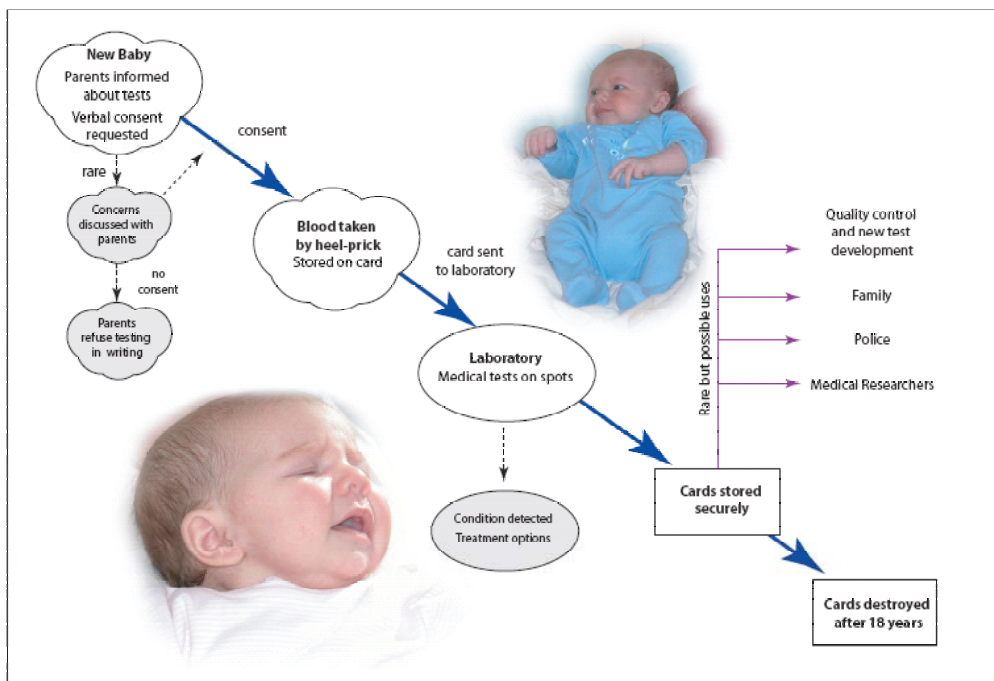 New Baby
Parents informed
about tests
Verbal consent
requested
consent
rare
Concerns
discussed with
parents
no
consent
Parents
refuse testing
in writing
Blood taken
by heel-prick
Stored on card
card sent
to laboratory
Laboratory
Medical tests on spots
Condition detected
Treatment options
Rare but possible uses
Quality control
and new test
development
Family
Police
Medical Researchers
Cards stored
securely
Cards destroyed
after 18 years